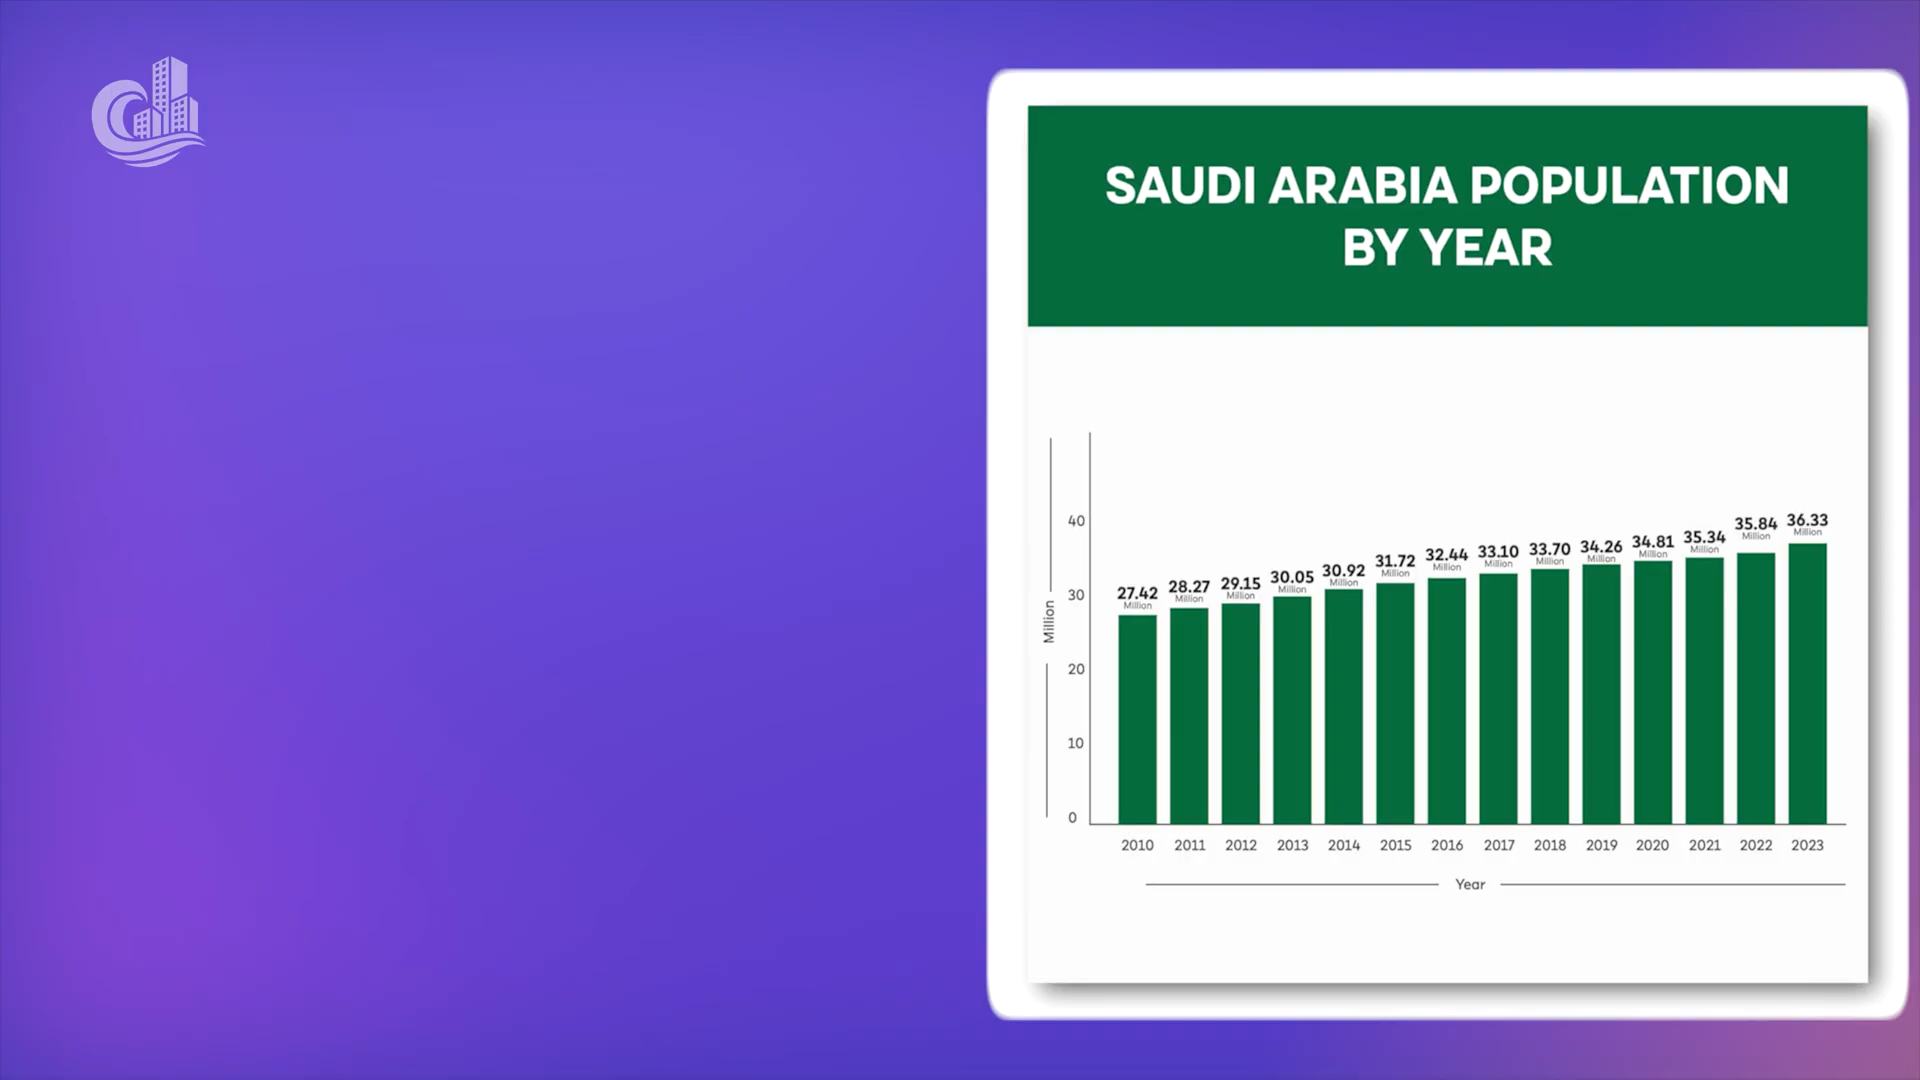 SAUDI ARABIA POPULATION
BY YEAR
Million
40
30
20
10
0
27.42
Million
28.27
Million
29.15
Million
30.05
Million
30.92
Million
31.72
Million
32.44
Million
33.10
Million
33.70
Million
34.26
Million
34.81
Million
35.34
Million
35.84
Million
36.33
Million
2010 2011 2012 2013 2014 2015 2016 2017 2018 2019 2020 2021 2022 2023
Year